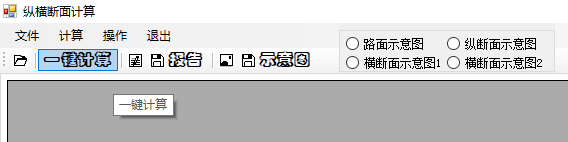 纵横断面计算
文件 计算 操作 退出
一键计算 报告 示意图
路面示意图 纵断面示意图
横断面示意图1 横断面示意图2
一键计算